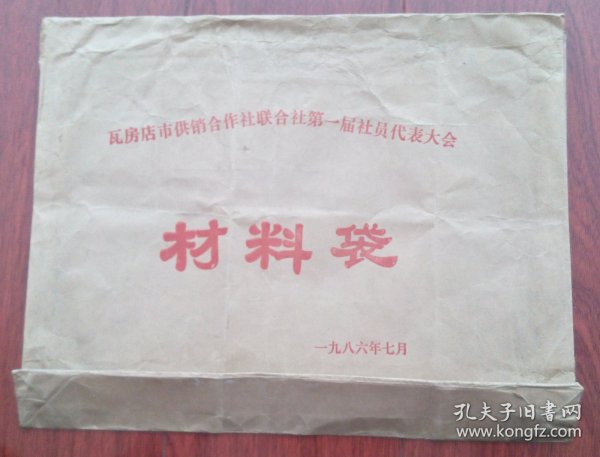 瓦房店市供销合作社联合社第一届社员代表大会
材料袋
一九八六年七月
孔夫子旧书网
www.kongfz.com